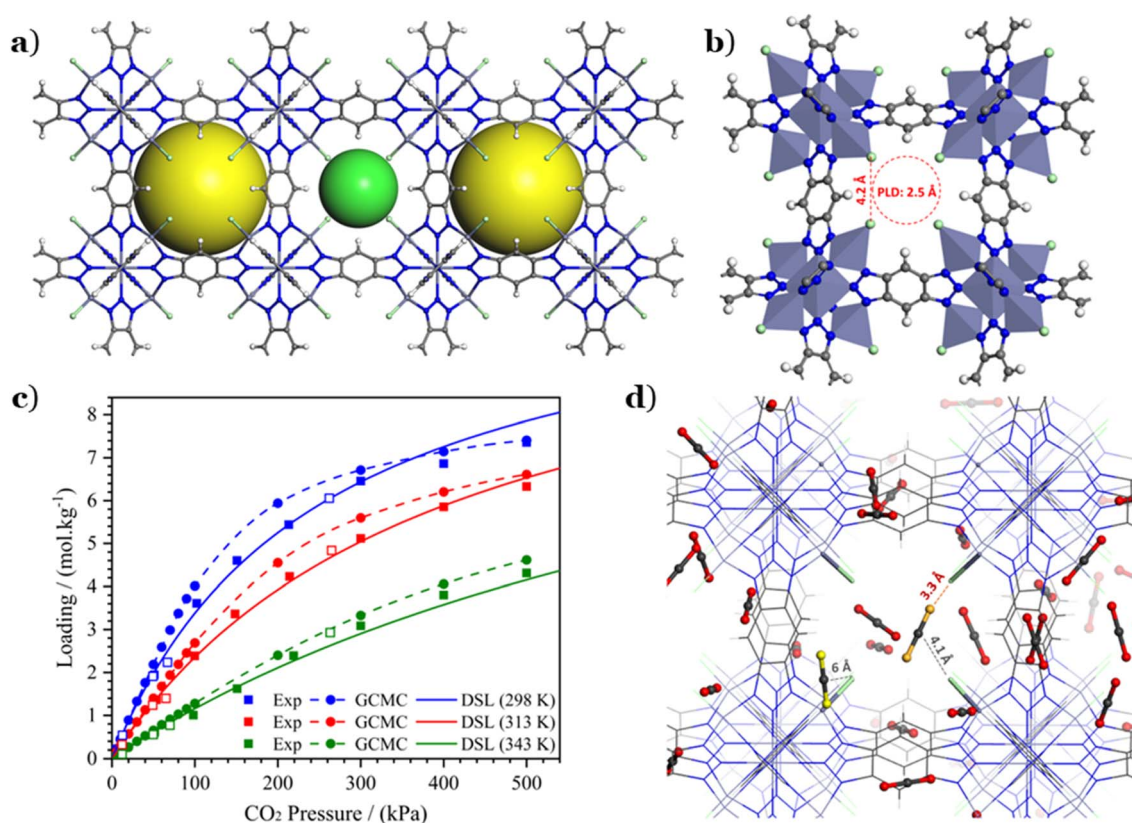 a)
b)
4.2 Å
PLD: 2.5 Å
c)
Loading / (mol.kg⁻¹)
8
7
6
5
4
3
2
1
0
Exp GCMC DSL (298 K)
Exp GCMC DSL (313 K)
Exp GCMC DSL (343 K)
0 100 200 300 400 500
CO₂ Pressure / (kPa)
d)
3.3 Å
4.1Å
6 Å